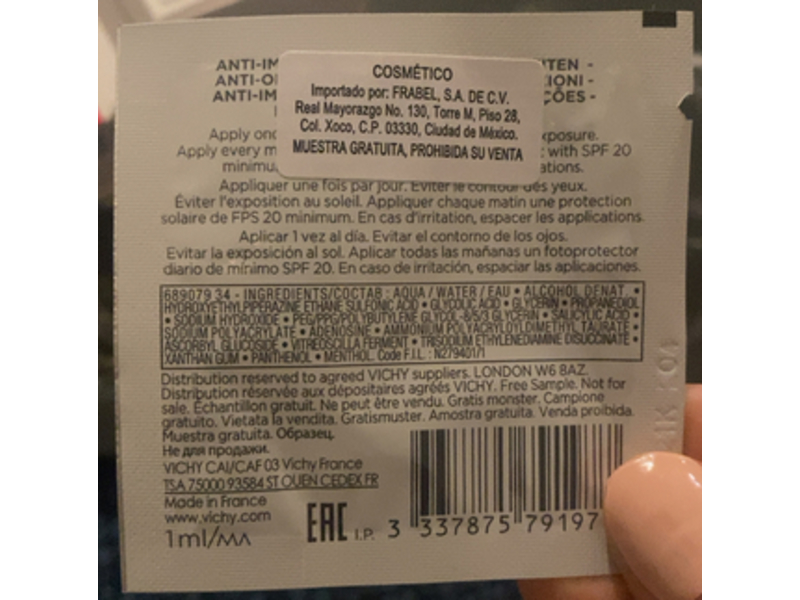 ANTI-IM
TEN -
ANTI-O
ZIONI -
ANTI-IM
ÇÕES -
COSMÉTICO
Importado por: FRABEL, S.A. DE C.V.
Real Mayorazgo No. 130, Torre M, Piso 28,
Col. Xoco, C.P. 03330, Ciudad de México.
MUESTRA GRATUITA, PROHIBIDA SU VENTA
Apply onc
xposure.
Apply every m
with SPF 20
minimu
ations.
Appliquer une fois par jour. Éviter le contour des yeux.
Éviter l'exposition au soleil. Appliquer chaque matin une protection
solaire de FPS 20 minimum. En cas d'irritation, espacer les applications.
Aplicar 1 vez al día. Evitar el contorno de los ojos.
Evitar la exposición al sol. Aplicar todas las mañanas un fotoprotector
diario de mínimo SPF 20. En caso de irritación, espaciar las aplicaciones.
689079 34 - INGREDIENTS/СОСТАВ : AQUA / WATER / EAU • ALCOHOL DENAT. •
HYDROXYETHYLPIPERAZINE ETHANE SULFONIC ACID • GLYCOLIC ACID • GLYCERIN • PROPANEDIOL
• SODIUM HYDROXIDE • PEG/PPG/POLYBUTYLENE GLYCOL-8/5/3 GLYCERIN • SALICYLIC ACID •
SODIUM POLYACRYLATE • ADENOSINE • AMMONIUM POLYACRYLOYLDIMETHYL TAURATE •
ASCORBYL GLUCOSIDE • VITREOSCILLA FERMENT • TRISODIUM ETHYLENEDIAMINE DISUCCINATE •
XANTHAN GUM • PANTHENOL • MENTHOL. Code F.I.L. : N279401/1
Distribution reserved to agreed VICHY suppliers. LONDON W6 8AZ.
Distribution réservée aux dépositaires agréés VICHY. Free Sample. Not for
sale. Échantillon gratuit. Ne peut être vendu. Gratis monster. Campione
gratuito. Vietata la vendita. Gratismuster. Amostra gratuita. Venda proibida.
Muestra gratuita. Образец.
Не для продажи.
VICHY CAI/CAF 03 Vichy France
TSA 75000 93584 ST OUEN CEDEX FR
Made in France
www.vichy.com
1ml/мл
EAC I.P. 3 337875 79197